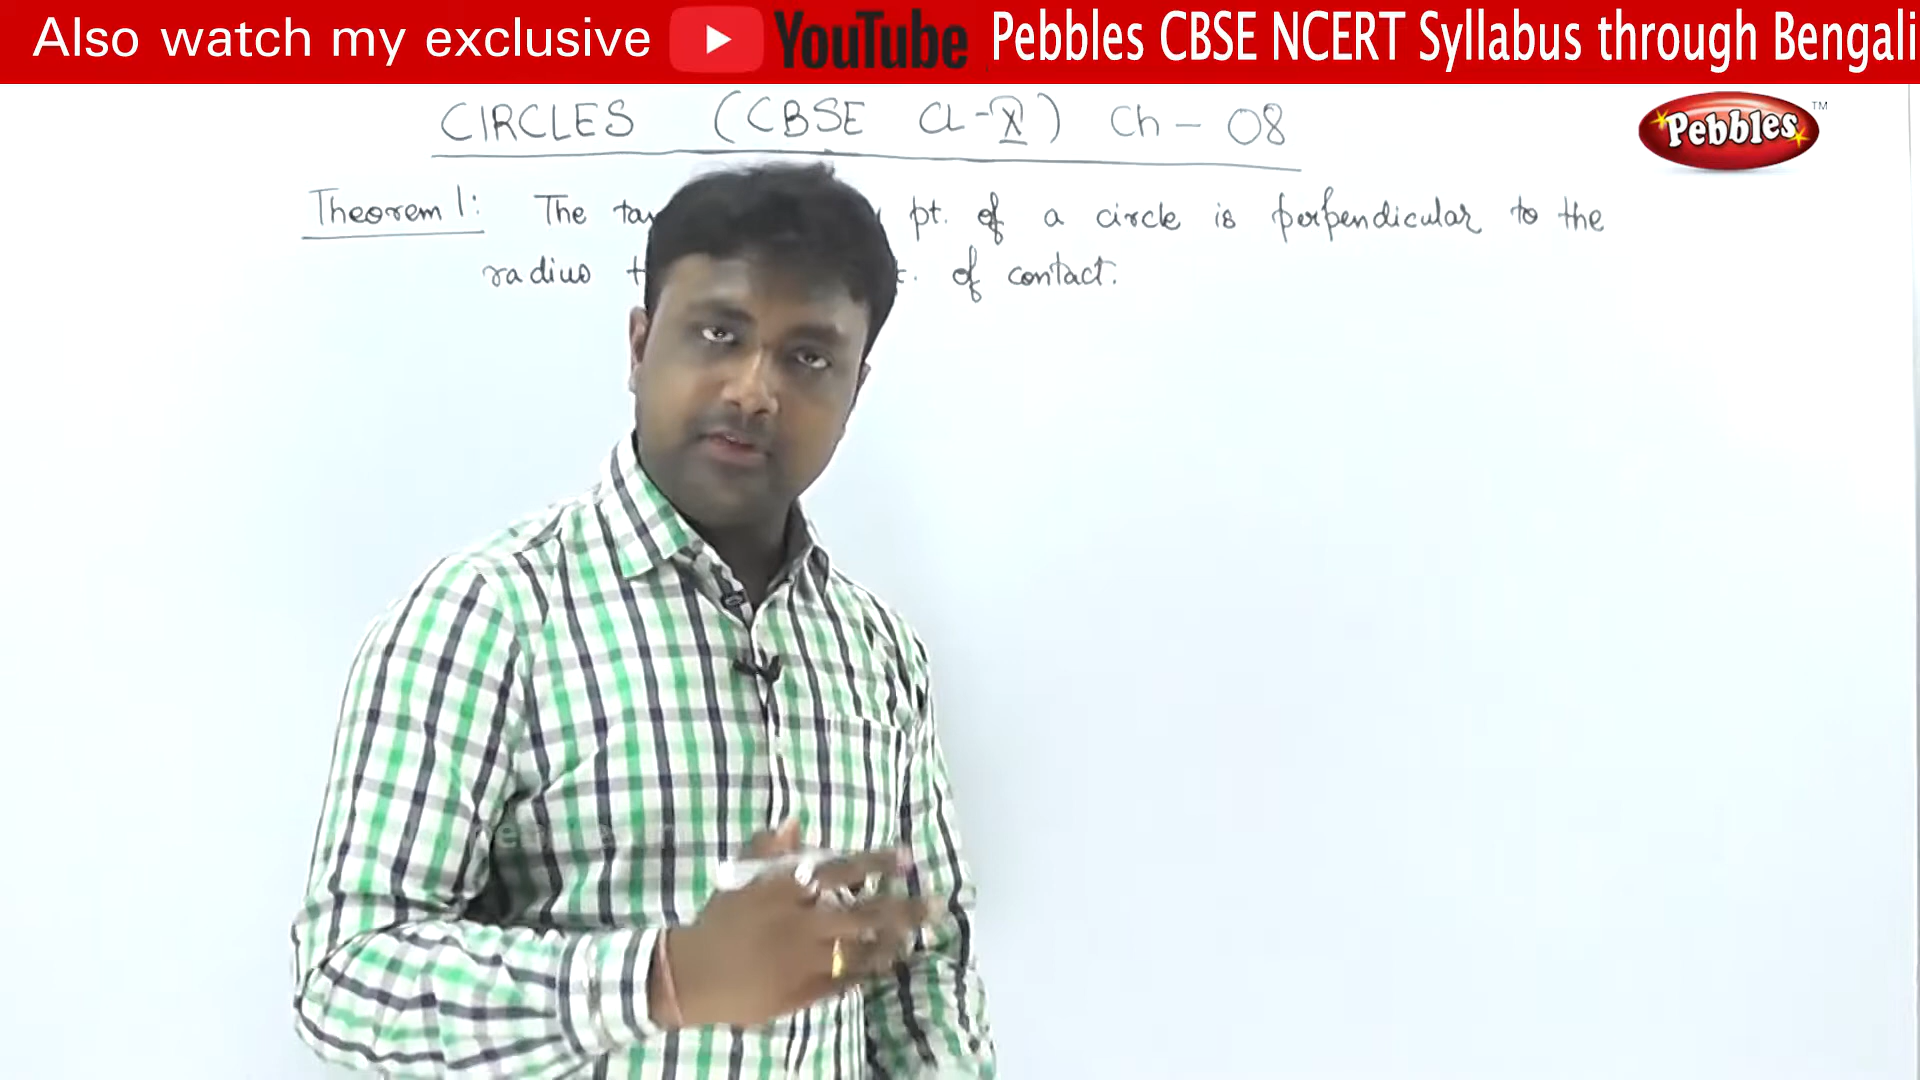 Also watch my exclusive YouTube Pebbles CBSE NCERT Syllabus through Bengali
CIRCLES (CBSE Cl-X) Ch - 08
Pebbles TM
Theorem 1: The pt. of a circle is perpendicular to the
radius of contact.